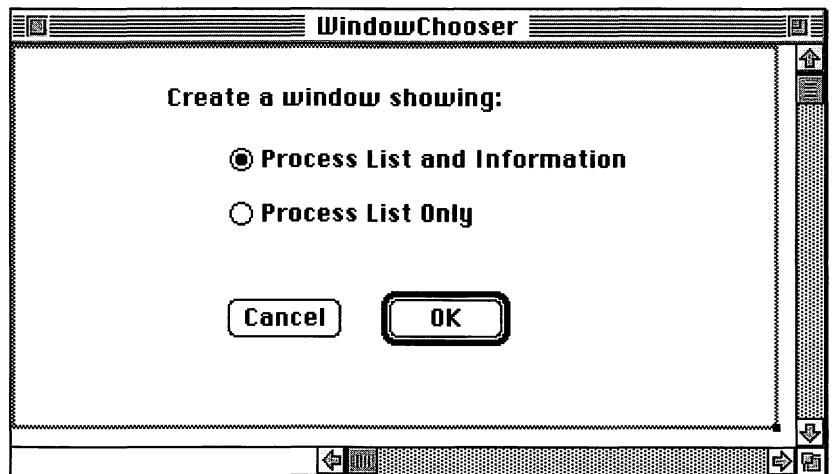 WindowChooser
Create a window showing:
Process List and Information
Process List Only
Cancel
OK